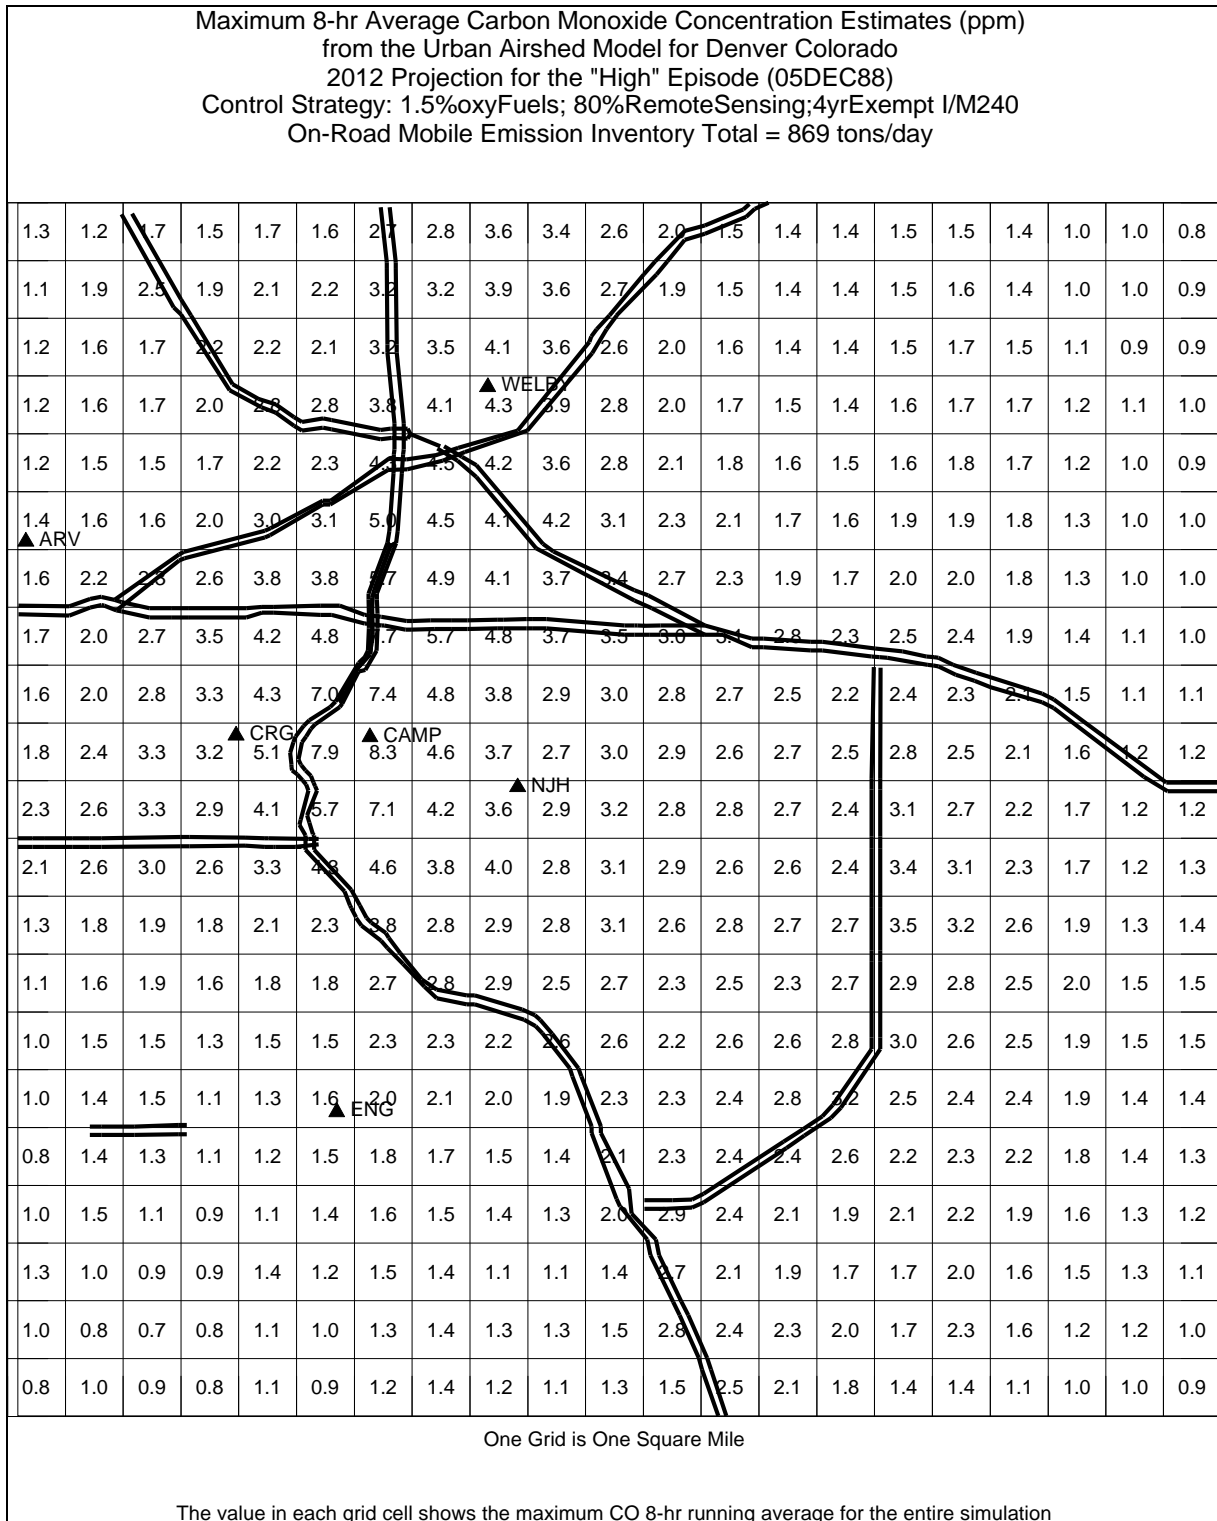 Maximum 8-hr Average Carbon Monoxide Concentration Estimates (ppm)
from the Urban Airshed Model for Denver Colorado
2012 Projection for the "High" Episode (05DEC88)
Control Strategy: 1.5%oxyFuels; 80%RemoteSensing;4yrExempt I/M240
On-Road Mobile Emission Inventory Total = 869 tons/day
1.3 1.2 1.7 1.5 1.7 1.6 2.7 2.8 3.6 3.4 2.6 2.0 1.5 1.4 1.4 1.5 1.5 1.4 1.0 1.0 0.8
1.1 1.9 2.5 1.9 2.1 2.2 3.2 3.2 3.9 3.6 2.7 1.9 1.5 1.4 1.4 1.5 1.6 1.4 1.0 1.0 0.9
1.2 1.6 1.7 2.2 2.2 2.1 3.2 3.5 4.1 3.6 2.6 2.0 1.6 1.4 1.4 1.5 1.7 1.5 1.1 0.9 0.9
WELBY
1.2 1.6 1.7 2.0 2.8 2.8 3.8 4.1 4.3 3.9 2.8 2.0 1.7 1.5 1.4 1.6 1.7 1.7 1.2 1.1 1.0
1.2 1.5 1.5 1.7 2.2 2.3 4.5 4.2 3.6 2.8 2.1 1.8 1.6 1.5 1.6 1.8 1.7 1.2 1.0 0.9
1.4 1.6 1.6 2.0 3.0 3.1 5.0 4.5 4.1 4.2 3.1 2.3 2.1 1.7 1.6 1.9 1.9 1.8 1.3 1.0 1.0
ARV
1.6 2.2 2.6 3.8 3.8 5.7 4.9 4.1 3.7 3.4 2.7 2.3 1.9 1.7 2.0 2.0 1.8 1.3 1.0 1.0
1.7 2.0 2.7 3.5 4.2 4.8 5.7 4.8 3.7 3.5 3.0 3.1 2.8 2.3 2.5 2.4 1.9 1.4 1.1 1.0
1.6 2.0 2.8 3.3 4.3 7.0 7.4 4.8 3.8 2.9 3.0 2.8 2.7 2.5 2.2 2.4 2.3 2.1 1.5 1.1 1.1
CRG CAMP
1.8 2.4 3.3 3.2 5.1 7.9 8.3 4.6 3.7 2.7 3.0 2.9 2.6 2.7 2.5 2.8 2.5 2.1 1.6 1.2 1.2
NJH
2.3 2.6 3.3 2.9 4.1 5.7 7.1 4.2 3.6 2.9 3.2 2.8 2.8 2.7 2.4 3.1 2.7 2.2 1.7 1.2 1.2
2.1 2.6 3.0 2.6 3.3 4.3 4.6 3.8 4.0 2.8 3.1 2.9 2.6 2.6 2.4 3.4 3.1 2.3 1.7 1.2 1.3
1.3 1.8 1.9 1.8 2.1 2.3 3.8 2.8 2.9 2.8 3.1 2.6 2.8 2.7 2.7 3.5 3.2 2.6 1.9 1.3 1.4
1.1 1.6 1.9 1.6 1.8 1.8 2.7 2.8 2.9 2.5 2.7 2.3 2.5 2.3 2.7 2.9 2.8 2.5 2.0 1.5 1.5
1.0 1.5 1.5 1.3 1.5 1.5 2.3 2.3 2.2 2.6 2.6 2.2 2.6 2.6 2.8 3.0 2.6 2.5 1.9 1.5 1.5
1.0 1.4 1.5 1.1 1.3 1.6 2.0 2.1 2.0 1.9 2.3 2.3 2.4 2.8 3.2 2.5 2.4 2.4 1.9 1.4 1.4
ENG
0.8 1.4 1.3 1.1 1.2 1.5 1.8 1.7 1.5 1.4 2.1 2.3 2.4 2.4 2.6 2.2 2.3 2.2 1.8 1.4 1.3
1.0 1.5 1.1 0.9 1.1 1.4 1.6 1.5 1.4 1.3 2.0 2.9 2.4 2.1 1.9 2.1 2.2 1.9 1.6 1.3 1.2
1.3 1.0 0.9 0.9 1.4 1.2 1.5 1.4 1.1 1.1 1.4 2.7 2.1 1.9 1.7 1.7 2.0 1.6 1.5 1.3 1.1
1.0 0.8 0.7 0.8 1.1 1.0 1.3 1.4 1.3 1.3 1.5 2.8 2.4 2.3 2.0 1.7 2.3 1.6 1.2 1.2 1.0
0.8 1.0 0.9 0.8 1.1 0.9 1.2 1.4 1.2 1.1 1.3 1.5 2.5 2.1 1.8 1.4 1.4 1.1 1.0 1.0 0.9
One Grid is One Square Mile
The value in each grid cell shows the maximum CO 8-hr running average for the entire simulation